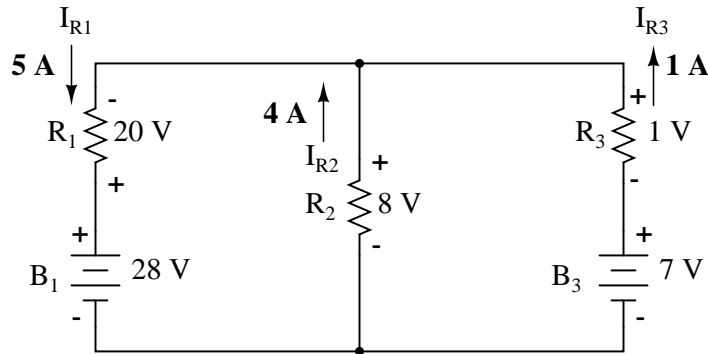 I_R1 I_R3
5 A 1 A
4 A
- +
R₁ 20 V R₃ 1 V
I_R2 +
+ -
R₂ 8 V
+ - +
B₁ 28 V B₃ 7 V
- -